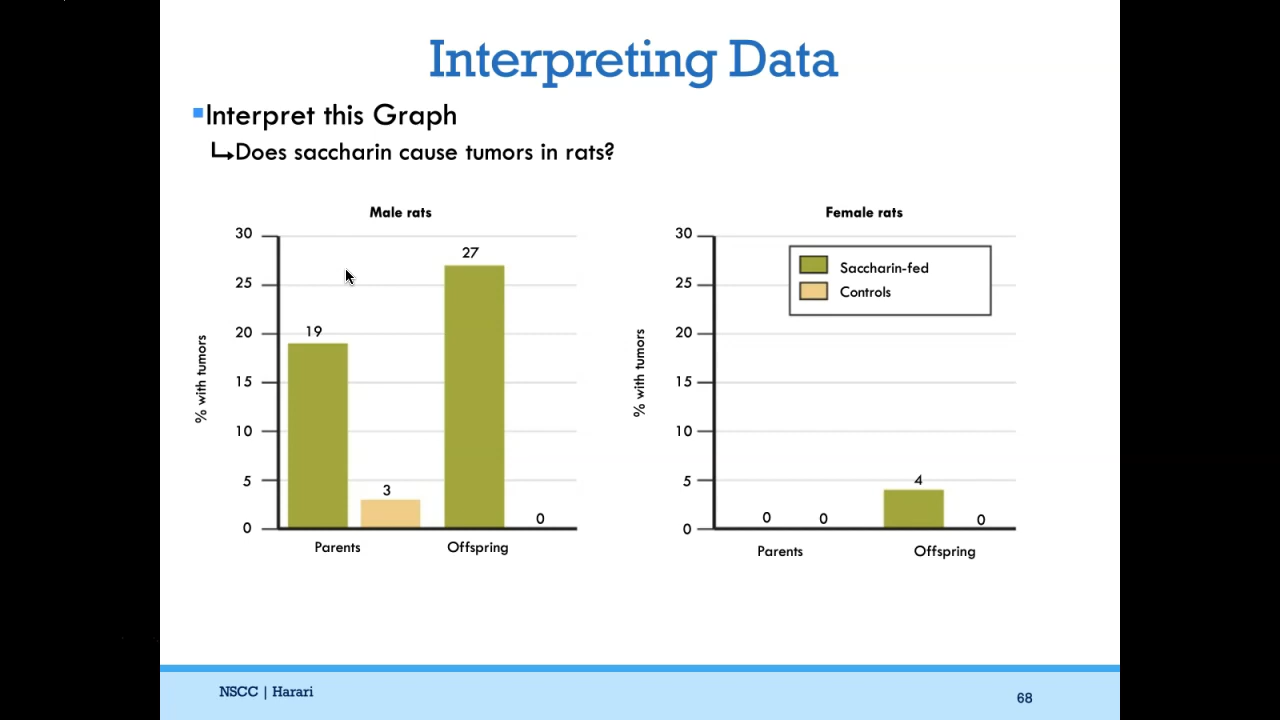 Interpreting Data
Interpret this Graph
Does saccharin cause tumors in rats?
Male rats
30
25
20
15
10
5
0
% with tumors
19
3
27
0
Parents
Offspring
Female rats
30
25
20
15
10
5
0
% with tumors
Saccharin-fed
Controls
0
0
4
0
Parents
Offspring
NSCC | Harari
68